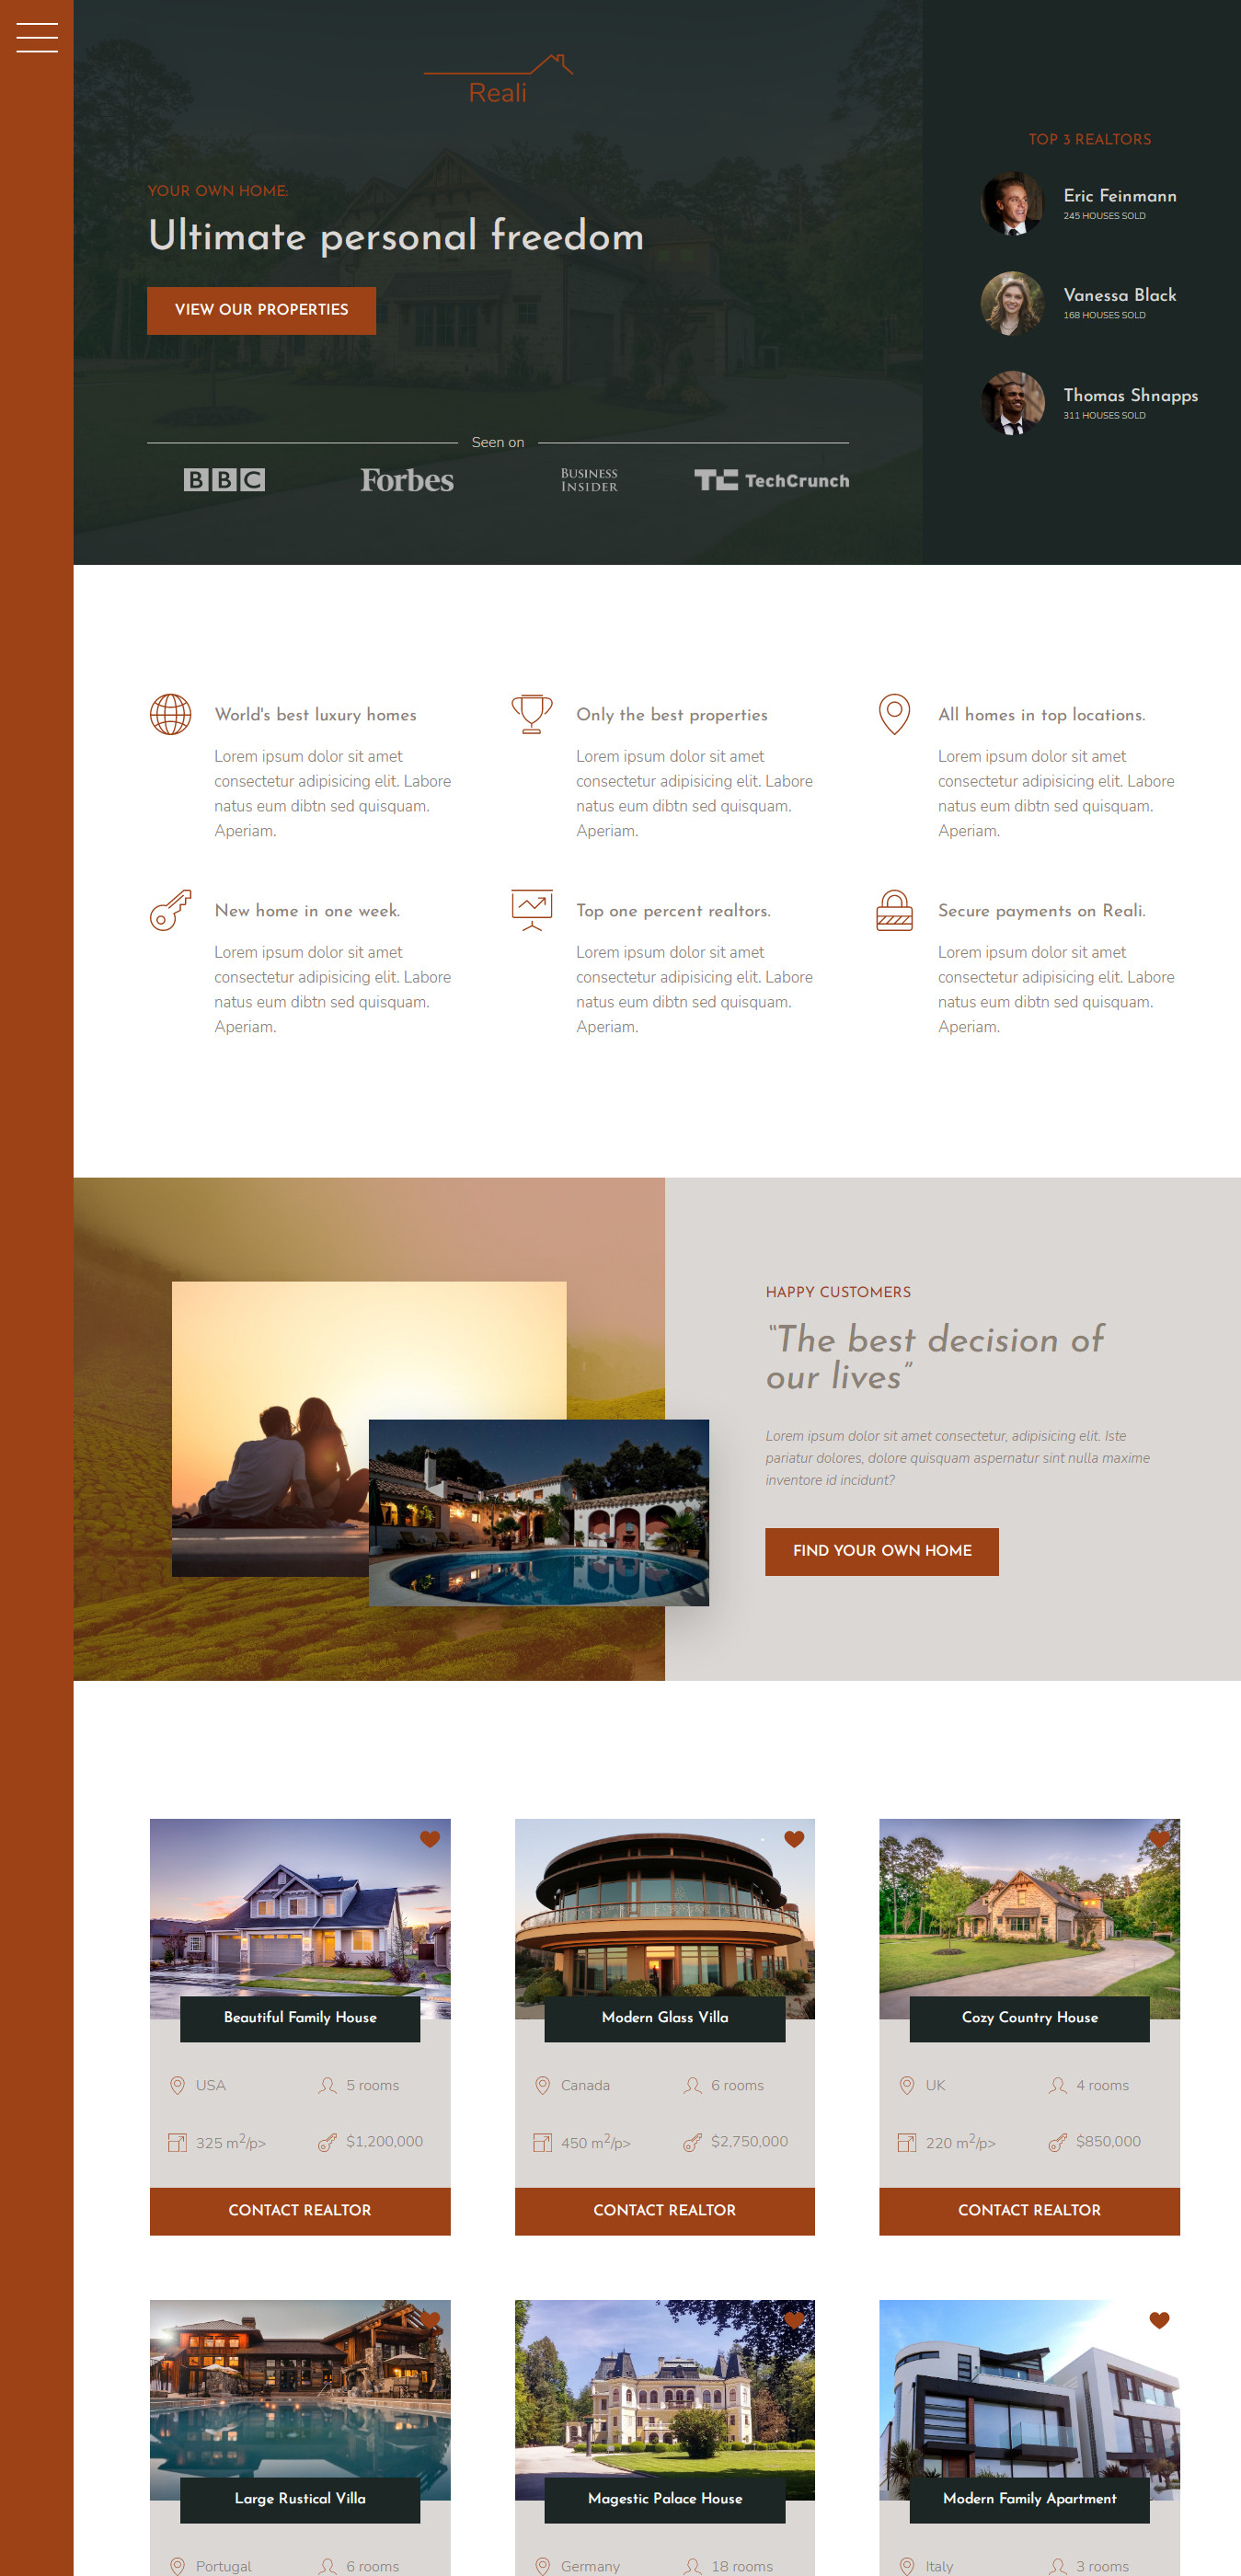 Reali
YOUR OWN HOME:
Ultimate personal freedom
VIEW OUR PROPERTIES
Seen on
BBC
Forbes
BUSINESS
INSIDER
TechCrunch
TOP 3 REALTORS
Eric Feinmann
245 HOUSES SOLD
Vanessa Black
168 HOUSES SOLD
Thomas Shnapps
311 HOUSES SOLD
World's best luxury homes
Lorem ipsum dolor sit amet
consectetur adipisicing elit. Labore
natus eum dibtn sed quisquam.
Aperiam.
Only the best properties
Lorem ipsum dolor sit amet
consectetur adipisicing elit. Labore
natus eum dibtn sed quisquam.
Aperiam.
All homes in top locations.
Lorem ipsum dolor sit amet
consectetur adipisicing elit. Labore
natus eum dibtn sed quisquam.
Aperiam.
New home in one week.
Lorem ipsum dolor sit amet
consectetur adipisicing elit. Labore
natus eum dibtn sed quisquam.
Aperiam.
Top one percent realtors.
Lorem ipsum dolor sit amet
consectetur adipisicing elit. Labore
natus eum dibtn sed quisquam.
Aperiam.
Secure payments on Reali.
Lorem ipsum dolor sit amet
consectetur adipisicing elit. Labore
natus eum dibtn sed quisquam.
Aperiam.
HAPPY CUSTOMERS
“The best decision of
our lives”
Lorem ipsum dolor sit amet consectetur, adipisicing elit. Iste
pariatur dolores, dolore quisquam aspernatur sint nulla maxime
inventore id incidunt?
FIND YOUR OWN HOME
Beautiful Family House
USA
5 rooms
325 m2/p>
$1,200,000
CONTACT REALTOR
Modern Glass Villa
Canada
6 rooms
450 m2/p>
$2,750,000
CONTACT REALTOR
Cozy Country House
UK
4 rooms
220 m2/p>
$850,000
CONTACT REALTOR
Large Rustical Villa
Portugal
6 rooms
Magestic Palace House
Germany
18 rooms
Modern Family Apartment
Italy
3 rooms